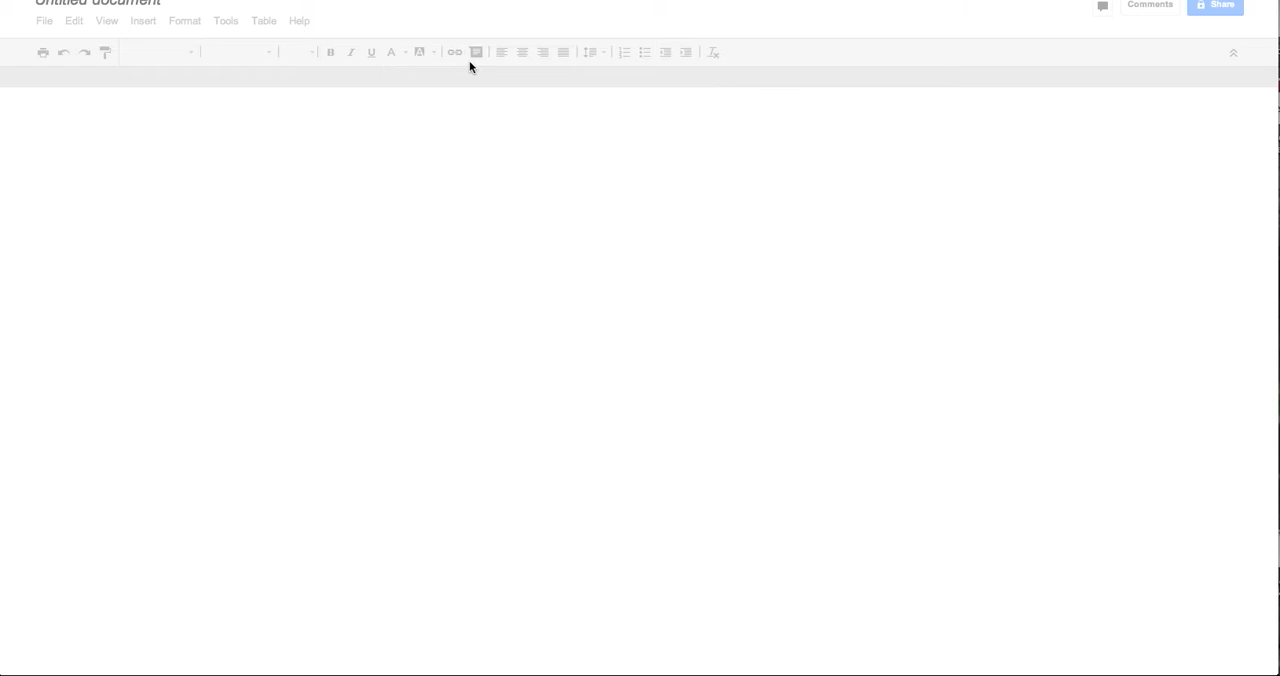 Untitled document
Comments
Share
File Edit View Insert Format Tools Table Help